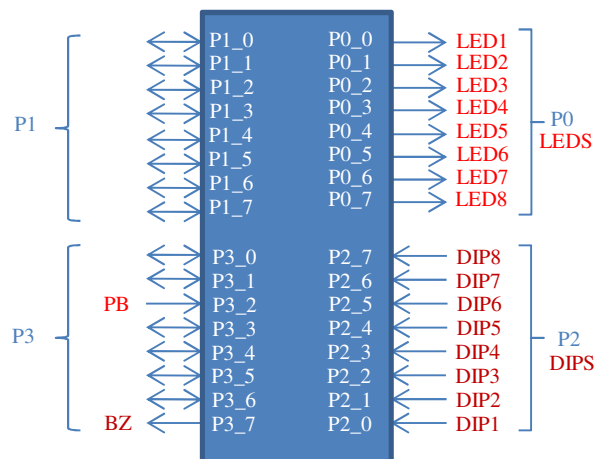 P1_0 P0_0 LED1
P1_1 P0_1 LED2
P1_2 P0_2 LED3
P1_3 P0_3 LED4
P1 P0
P1_4 P0_4 LED5 LEDS
P1_5 P0_5 LED6
P1_6 P0_6 LED7
P1_7 P0_7 LED8
P3_0 P2_7 DIP8
P3_1 P2_6 DIP7
PB P3_2 P2_5 DIP6
P3_3 P2_4 DIP5
P3 P2
P3_4 P2_3 DIP4 DIPS
P3_5 P2_2 DIP3
P3_6 P2_1 DIP2
BZ P3_7 P2_0 DIP1